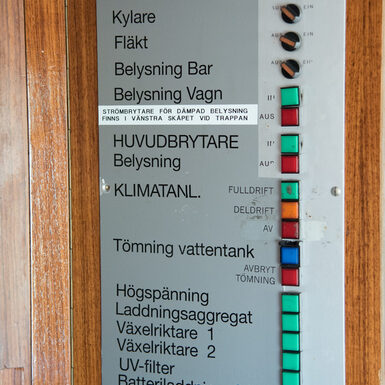 Kylare EIN
Fläkt
Belysning Bar
Belysning Vagn
STRÖMBRYTARE FÖR DÄMPAD BELYSNING AUS
FINNS I VÄNSTRA SKÅPET VID TRAPPAN
HUVUDBRYTARE
Belysning
KLIMATANL. FULLDRIFT
DELDRIFT
AV
Tömning vattentank
AVBRYT
TÖMNING
Högspänning
Laddningsaggregat
Växelriktare 1
Växelriktare 2
UV-filter